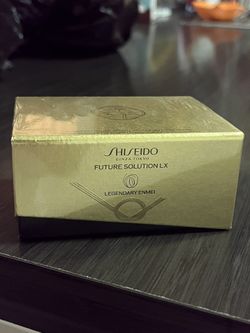 SHISEIDO
GINZA TOKYO
FUTURE SOLUTION LX
LEGENDARY ENMEI